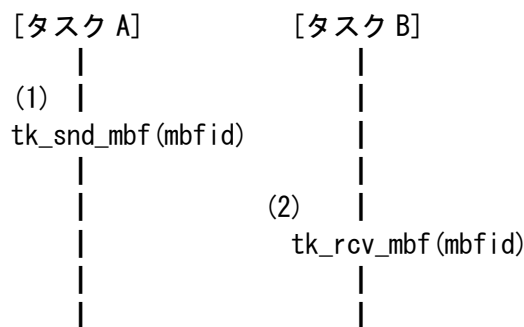 [タスク A] [タスク B]
(1)
tk_snd_mbf(mbfid)
(2)
tk_rcv_mbf(mbfid)